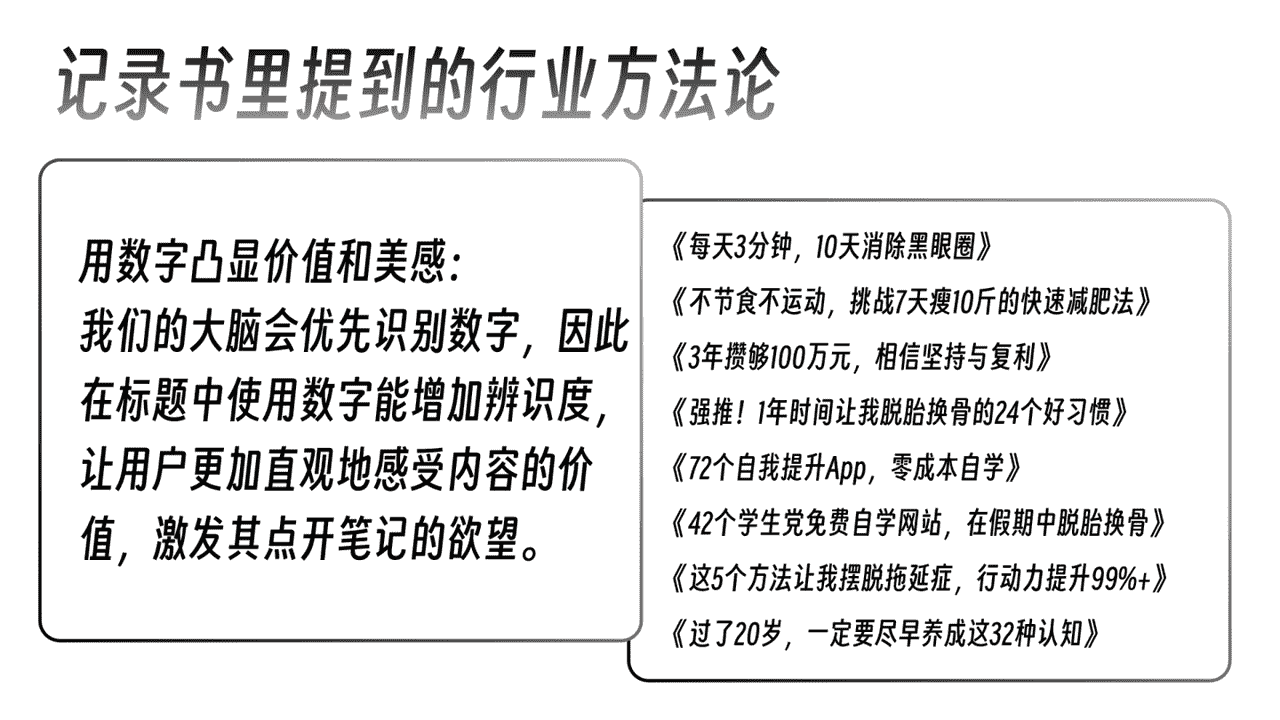 记录书里提到的行业方法论
用数字凸显价值和美感：
我们的大脑会优先识别数字，因此
在标题中使用数字能增加辨识度，
让用户更加直观地感受内容的价
值，激发其点开笔记的欲望。
《每天3分钟，10天消除黑眼圈》
《不节食不运动，挑战7天瘦10斤的快速减肥法》
《3年攒够100万元，相信坚持与复利》
《强推！1年时间让我脱胎换骨的24个好习惯》
《72个自我提升App，零成本自学》
《42个学生党免费自学网站，在假期中脱胎换骨》
《这5个方法让我摆脱拖延症，行动力提升99%+》
《过了20岁，一定要尽早养成这32种认知》